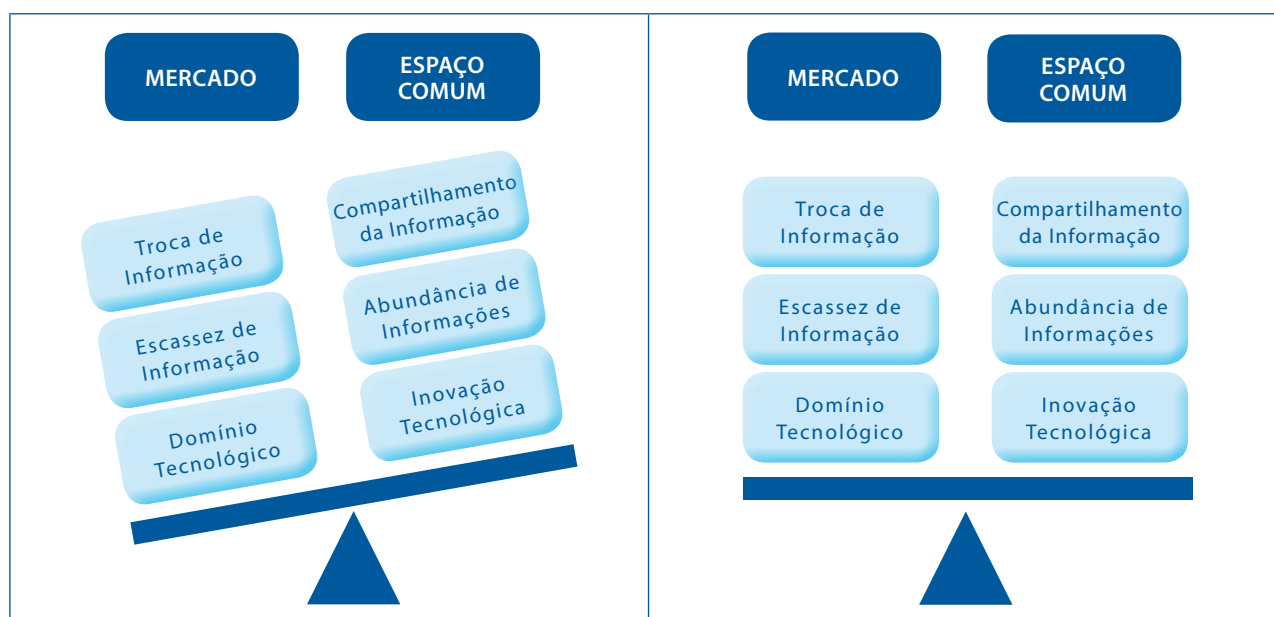 MERCADO
ESPAÇO
COMUM
Troca de
Informação
Compartilhamento
da Informação
Escassez de
Informação
Abundância de
Informações
Domínio
Tecnológico
Inovação
Tecnológica
MERCADO
ESPAÇO
COMUM
Troca de
Informação
Compartilhamento
da Informação
Escassez de
Informação
Abundância de
Informações
Domínio
Tecnológico
Inovação
Tecnológica